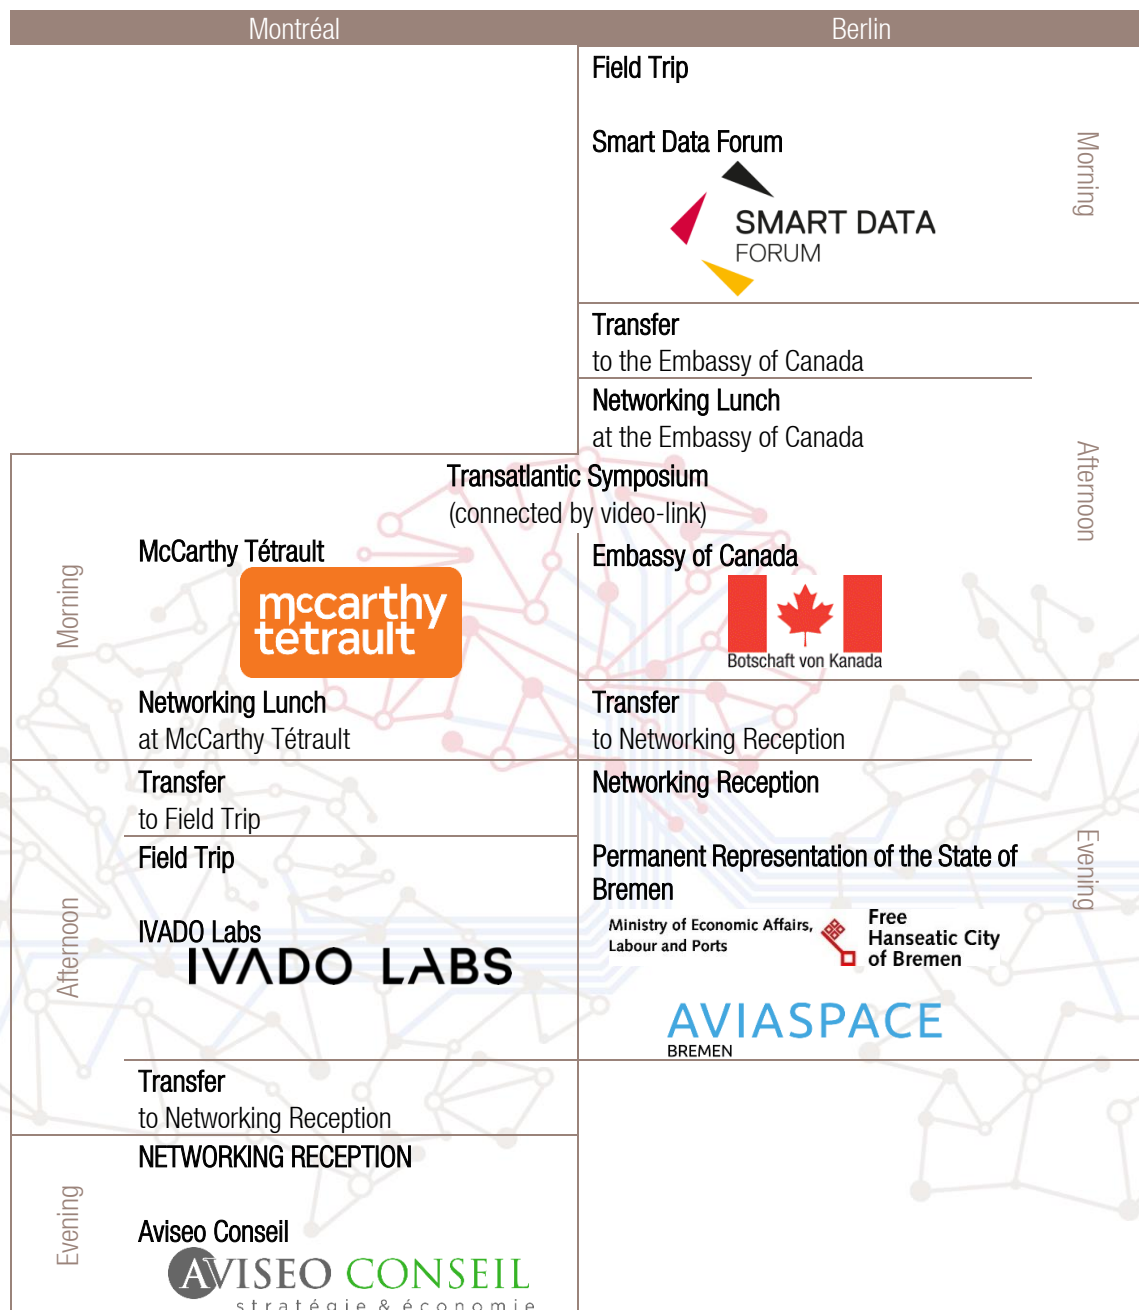 Montréal
Berlin
Field Trip
Smart Data Forum
SMART DATA
FORUM
Morning
Transfer
to the Embassy of Canada
Networking Lunch
at the Embassy of Canada
Afternoon
Transatlantic Symposium
(connected by video-link)
Morning
McCarthy Tétrault
mccarthy
tetrault
Networking Lunch
at McCarthy Tétrault
Embassy of Canada
Botschaft von Kanada
Transfer
to Networking Reception
Afternoon
Transfer
to Field Trip
Field Trip
IVADO Labs
IVADO LABS
Transfer
to Networking Reception
Networking Reception
Permanent Representation of the State of
Bremen
Ministry of Economic Affairs,
Labour and Ports
Free
Hanseatic City
of Bremen
AVIASPACE
BREMEN
Evening
Evening
NETWORKING RECEPTION
Aviseo Conseil
AVISEO CONSEIL
stratégie & économie